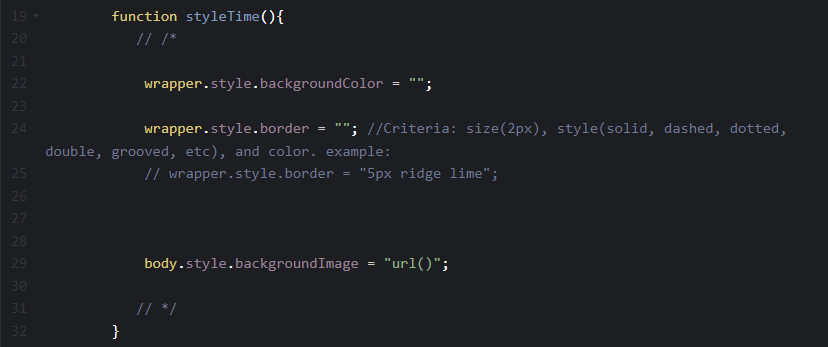 19 function styleTime(){
20 // /*
21
22 wrapper.style.backgroundColor = "";
23
24 wrapper.style.border = ""; //Criteria: size(2px), style(solid, dashed, dotted,
double, grooved, etc), and color. example:
25 // wrapper.style.border = "5px ridge lime";
26
27
28
29 body.style.backgroundImage = "url()";
30
31 // */
32 }